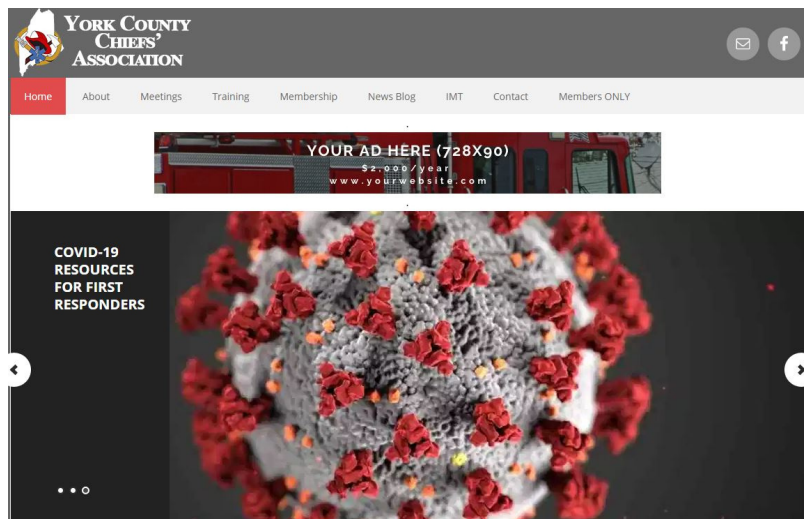 YORK COUNTY
CHIEFS'
ASSOCIATION
Home About Meetings Training Membership News Blog IMT Contact Members ONLY
YOUR AD HERE (728X90)
$2,000/year
www.yourwebsite.com
COVID-19
RESOURCES
FOR FIRST
RESPONDERS